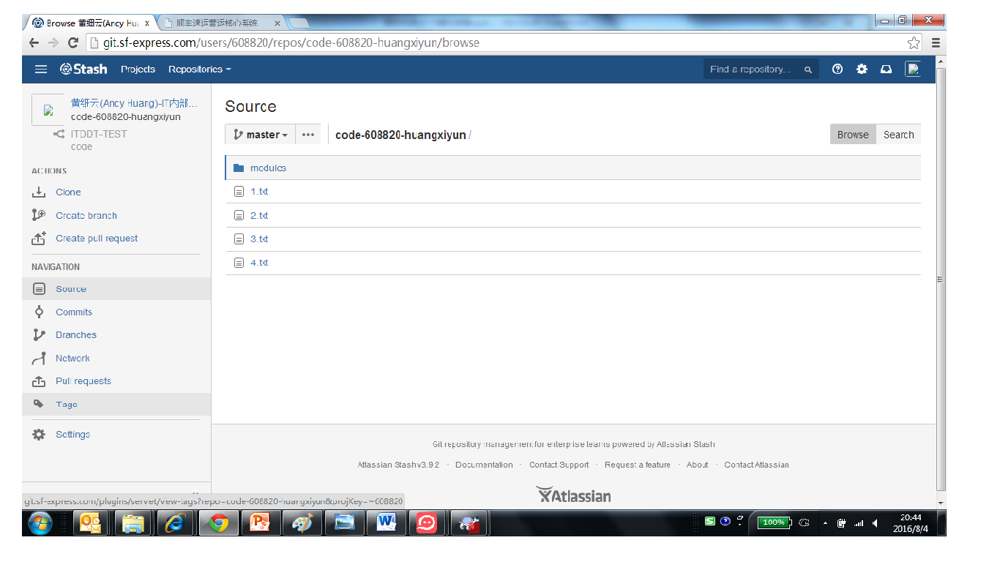 Browse 黄细云(Ancy Hu
顺丰速运营运核心系统
git.sf-express.com/users/608820/repos/code-608820-huangxiyun/browse
Stash Projects Repositories
Find a repository...
黄细云(Ancy Huang)-IT内部...
code-608820-huangxiyun
ITDDT-TEST
code
Source
master
code-608820-huangxiyun /
Browse Search
ACTIONS
Clone
Create branch
Create pull request
NAVIGATION
Source
Commits
Branches
Network
Pull requests
Tags
Settings
modules
1.txt
2.txt
3.txt
4.txt
Git repository management for enterprise teams powered by Atlassian Stash
Atlassian Stash v3.9.2 · Documentation · Contact Support · Request a feature · About · Contact Atlassian
Atlassian
git.sf-express.com/plugins/servlet/view-tags?repo=code-608820-huangxiyun&projKey=~608820
100%
20:44
2016/8/4